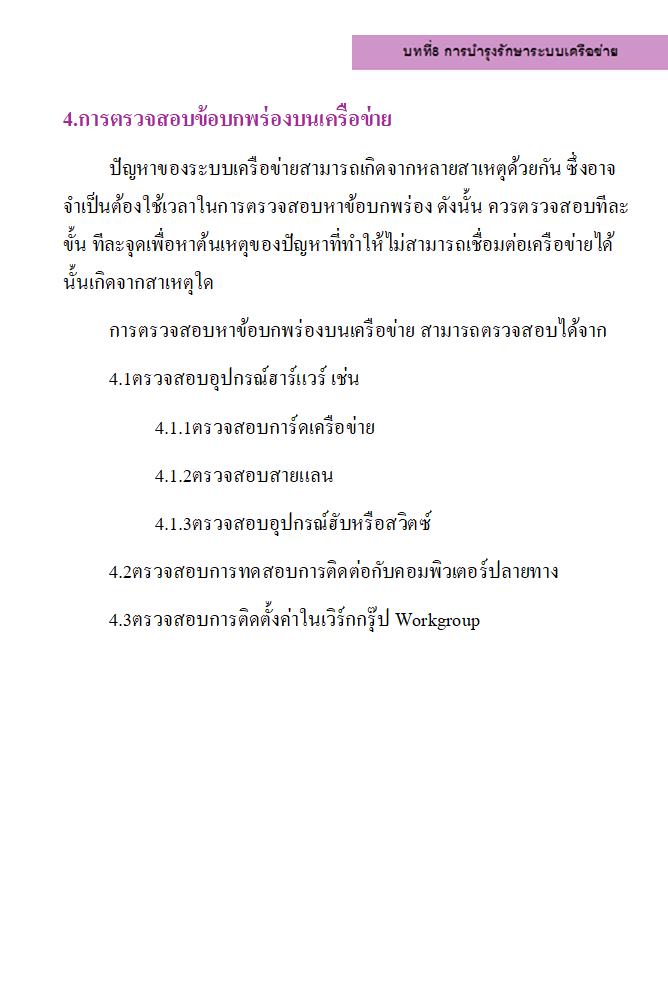 บทที่8 การบำรุงรักษาระบบเครือข่าย
4.การตรวจสอบข้อบกพร่องบนเครือข่าย
ปัญหาของระบบเครือข่ายสามารถเกิดจากหลายสาเหตุด้วยกัน ซึ่งอาจ
จำเป็นต้องใช้เวลาในการตรวจสอบหาข้อบกพร่อง ดังนั้น ควรตรวจสอบทีละ
ขั้น ทีละจุดเพื่อหาต้นเหตุของปัญหาที่ทำให้ไม่สามารถเชื่อมต่อเครือข่ายได้
นั้นเกิดจากสาเหตุใด
การตรวจสอบหาข้อบกพร่องบนเครือข่าย สามารถตรวจสอบได้จาก
4.1ตรวจสอบอุปกรณ์ฮาร์แวร์ เช่น
4.1.1ตรวจสอบการ์ดเครือข่าย
4.1.2ตรวจสอบสายแลน
4.1.3ตรวจสอบอุปกรณ์ฮับหรือสวิตซ์
4.2ตรวจสอบการทดสอบการติดต่อกับคอมพิวเตอร์ปลายทาง
4.3ตรวจสอบการติดตั้งค่าในเวิร์กกรุ๊ป Workgroup